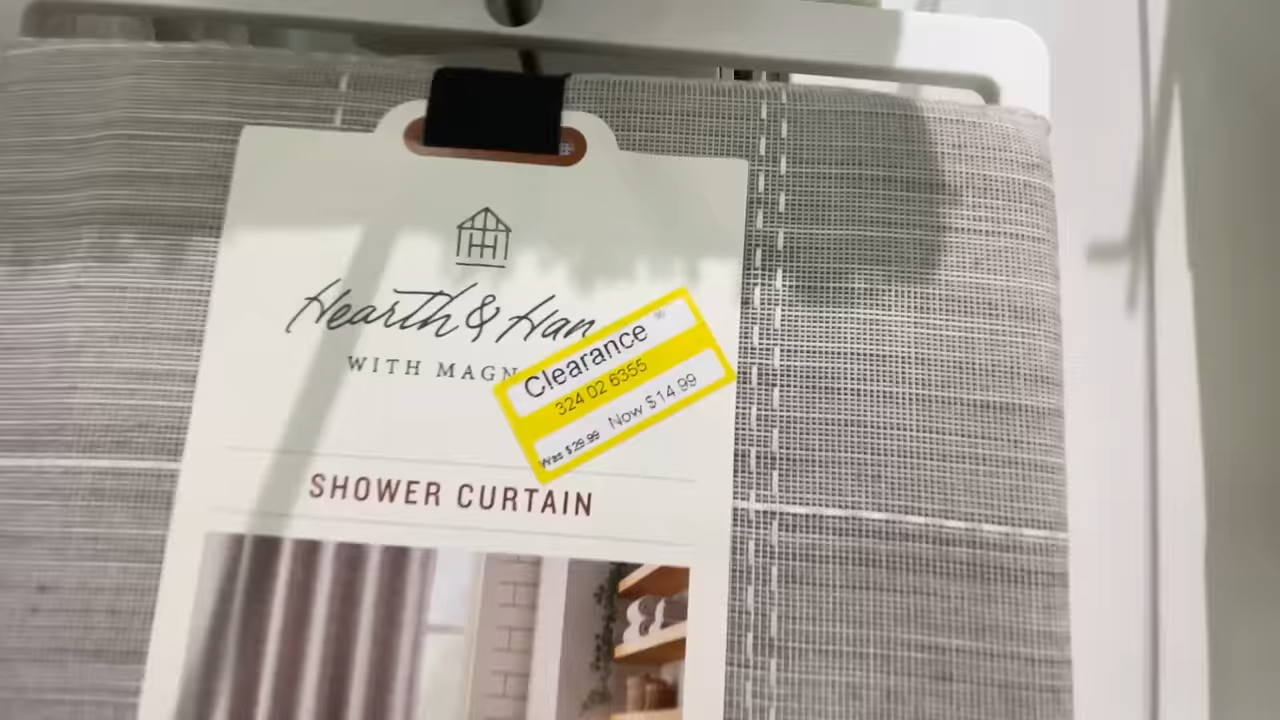 Hearth & Han
WITH MAGN
Clearance
324 02 6355
Was $29.99 Now $14.99
SHOWER CURTAIN